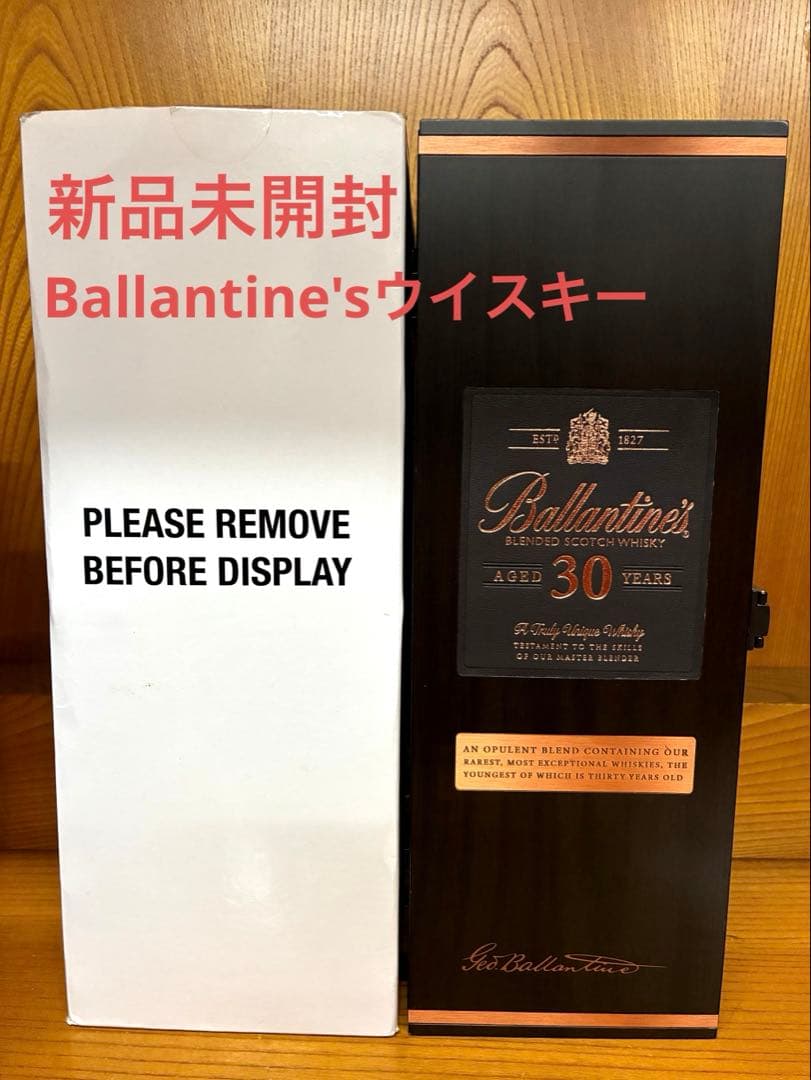 新品未開封
Ballantine'sウイスキー
PLEASE REMOVE
BEFORE DISPLAY
ESTD 1827
Ballantine's
BLENDED SCOTCH WHISKY
AGED 30 YEARS
A Truly Unique Whisky
TESTAMENT TO THE SKILLS
OF OUR MASTER BLENDER
AN OPULENT BLEND CONTAINING OUR
RAREST, MOST EXCEPTIONAL WHISKIES, THE
YOUNGEST OF WHICH IS THIRTY YEARS OLD
Geo Ballantine